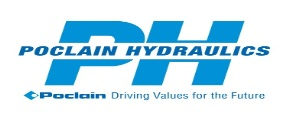 PH
POCLAIN HYDRAULICS
Poclain Driving Values for the Future